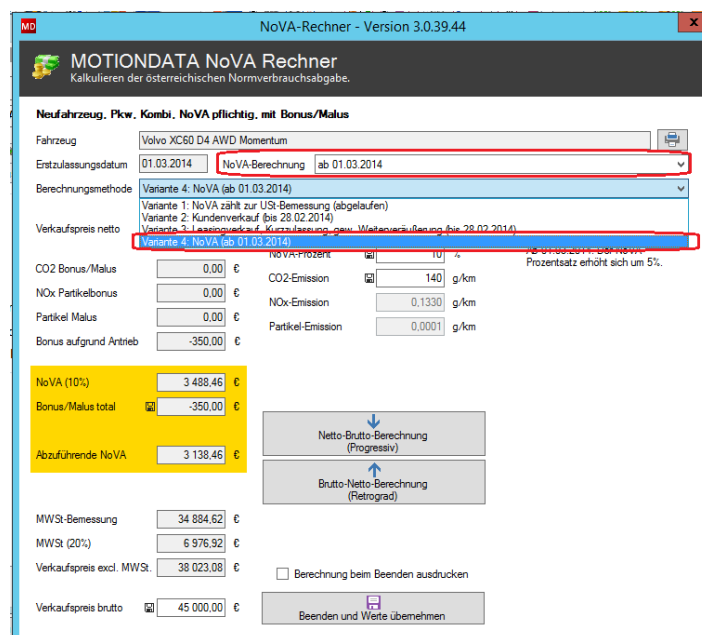 MD NoVA-Rechner - Version 3.0.39.44 x
MOTIONDATA NoVA Rechner
Kalkulieren der österreichischen Normverbrauchsabgabe.
Neufahrzeug, Pkw, Kombi, NoVA pflichtig, mit Bonus/Malus
Fahrzeug Volvo XC60 D4 AWD Momentum
Erstzulassungsdatum 01.03.2014 NoVA-Berechnung ab 01.03.2014
Berechnungsmethode Variante 4: NoVA (ab 01.03.2014)
Variante 1: NoVA zählt zur USt-Bemessung (abgelaufen)
Variante 2: Kundenverkauf (bis 28.02.2014)
Verkaufspreis netto Variante 3: Leasingverkauf, Kurzzulassung, gew. Weiterveräußerung (bis 28.02.2014)
Variante 4: NoVA (ab 01.03.2014)
NoVA-Prozent 10 %
Ab 01.03.2014: Der NoVA
Prozentsatz erhöht sich um 5%.
CO2 Bonus/Malus 0,00 € CO2-Emission 140 g/km
NOx Partikelbonus 0,00 € NOx-Emission 0,1330 g/km
Partikel Malus 0,00 € Partikel-Emission 0,0001 g/km
Bonus aufgrund Antrieb -350,00 €
NoVA (10%) 3 488,46 €
Bonus/Malus total -350,00 €
Netto-Brutto-Berechnung
(Progressiv)
Abzuführende NoVA 3 138,46 €
Brutto-Netto-Berechnung
(Retrograd)
MWSt-Bemessung 34 884,62 €
MWSt (20%) 6 976,92 €
Verkaufspreis excl. MWSt. 38 023,08 € Berechnung beim Beenden ausdrucken
Verkaufspreis brutto 45 000,00 € Beenden und Werte übernehmen